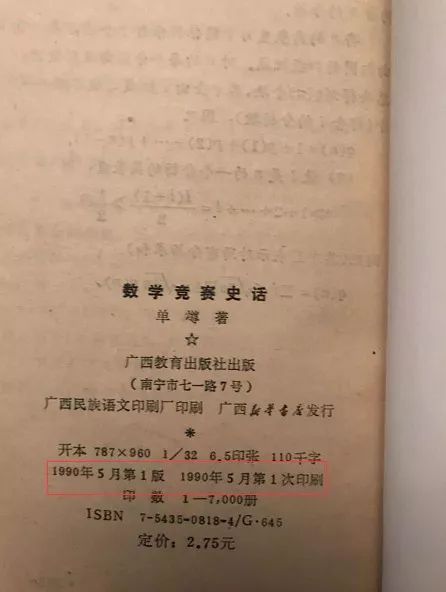 数学竞赛史话
单墫著
☆
广西教育出版社出版
(南宁市七一路7号)
广西民族语文印刷厂印刷 广西新华书店发行
*
开本 787×960 1/32 6.5印张 110千字
1990年5月第1版 1990年5月第1次印刷
印数 1—7,000册
ISBN 7-5435-0818-4/G·645
定价: 2.75元